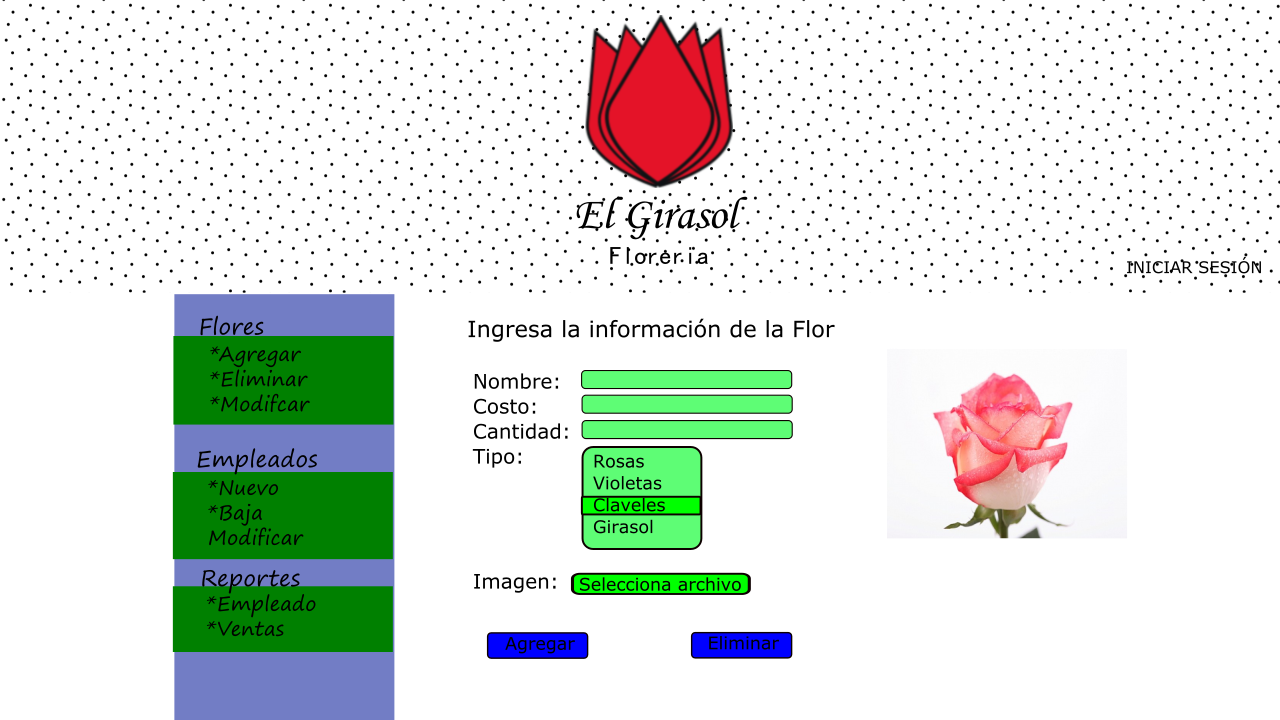 El Girasol
Florería
INICIAR SESIÓN
Flores
*Agregar
*Eliminar
*Modifcar
Empleados
*Nuevo
*Baja
Modificar
Reportes
*Empleado
*Ventas
Ingresa la información de la Flor
Nombre:
Costo:
Cantidad:
Tipo:
Rosas
Violetas
Claveles
Girasol
Imagen: Selecciona archivo
Agregar Eliminar